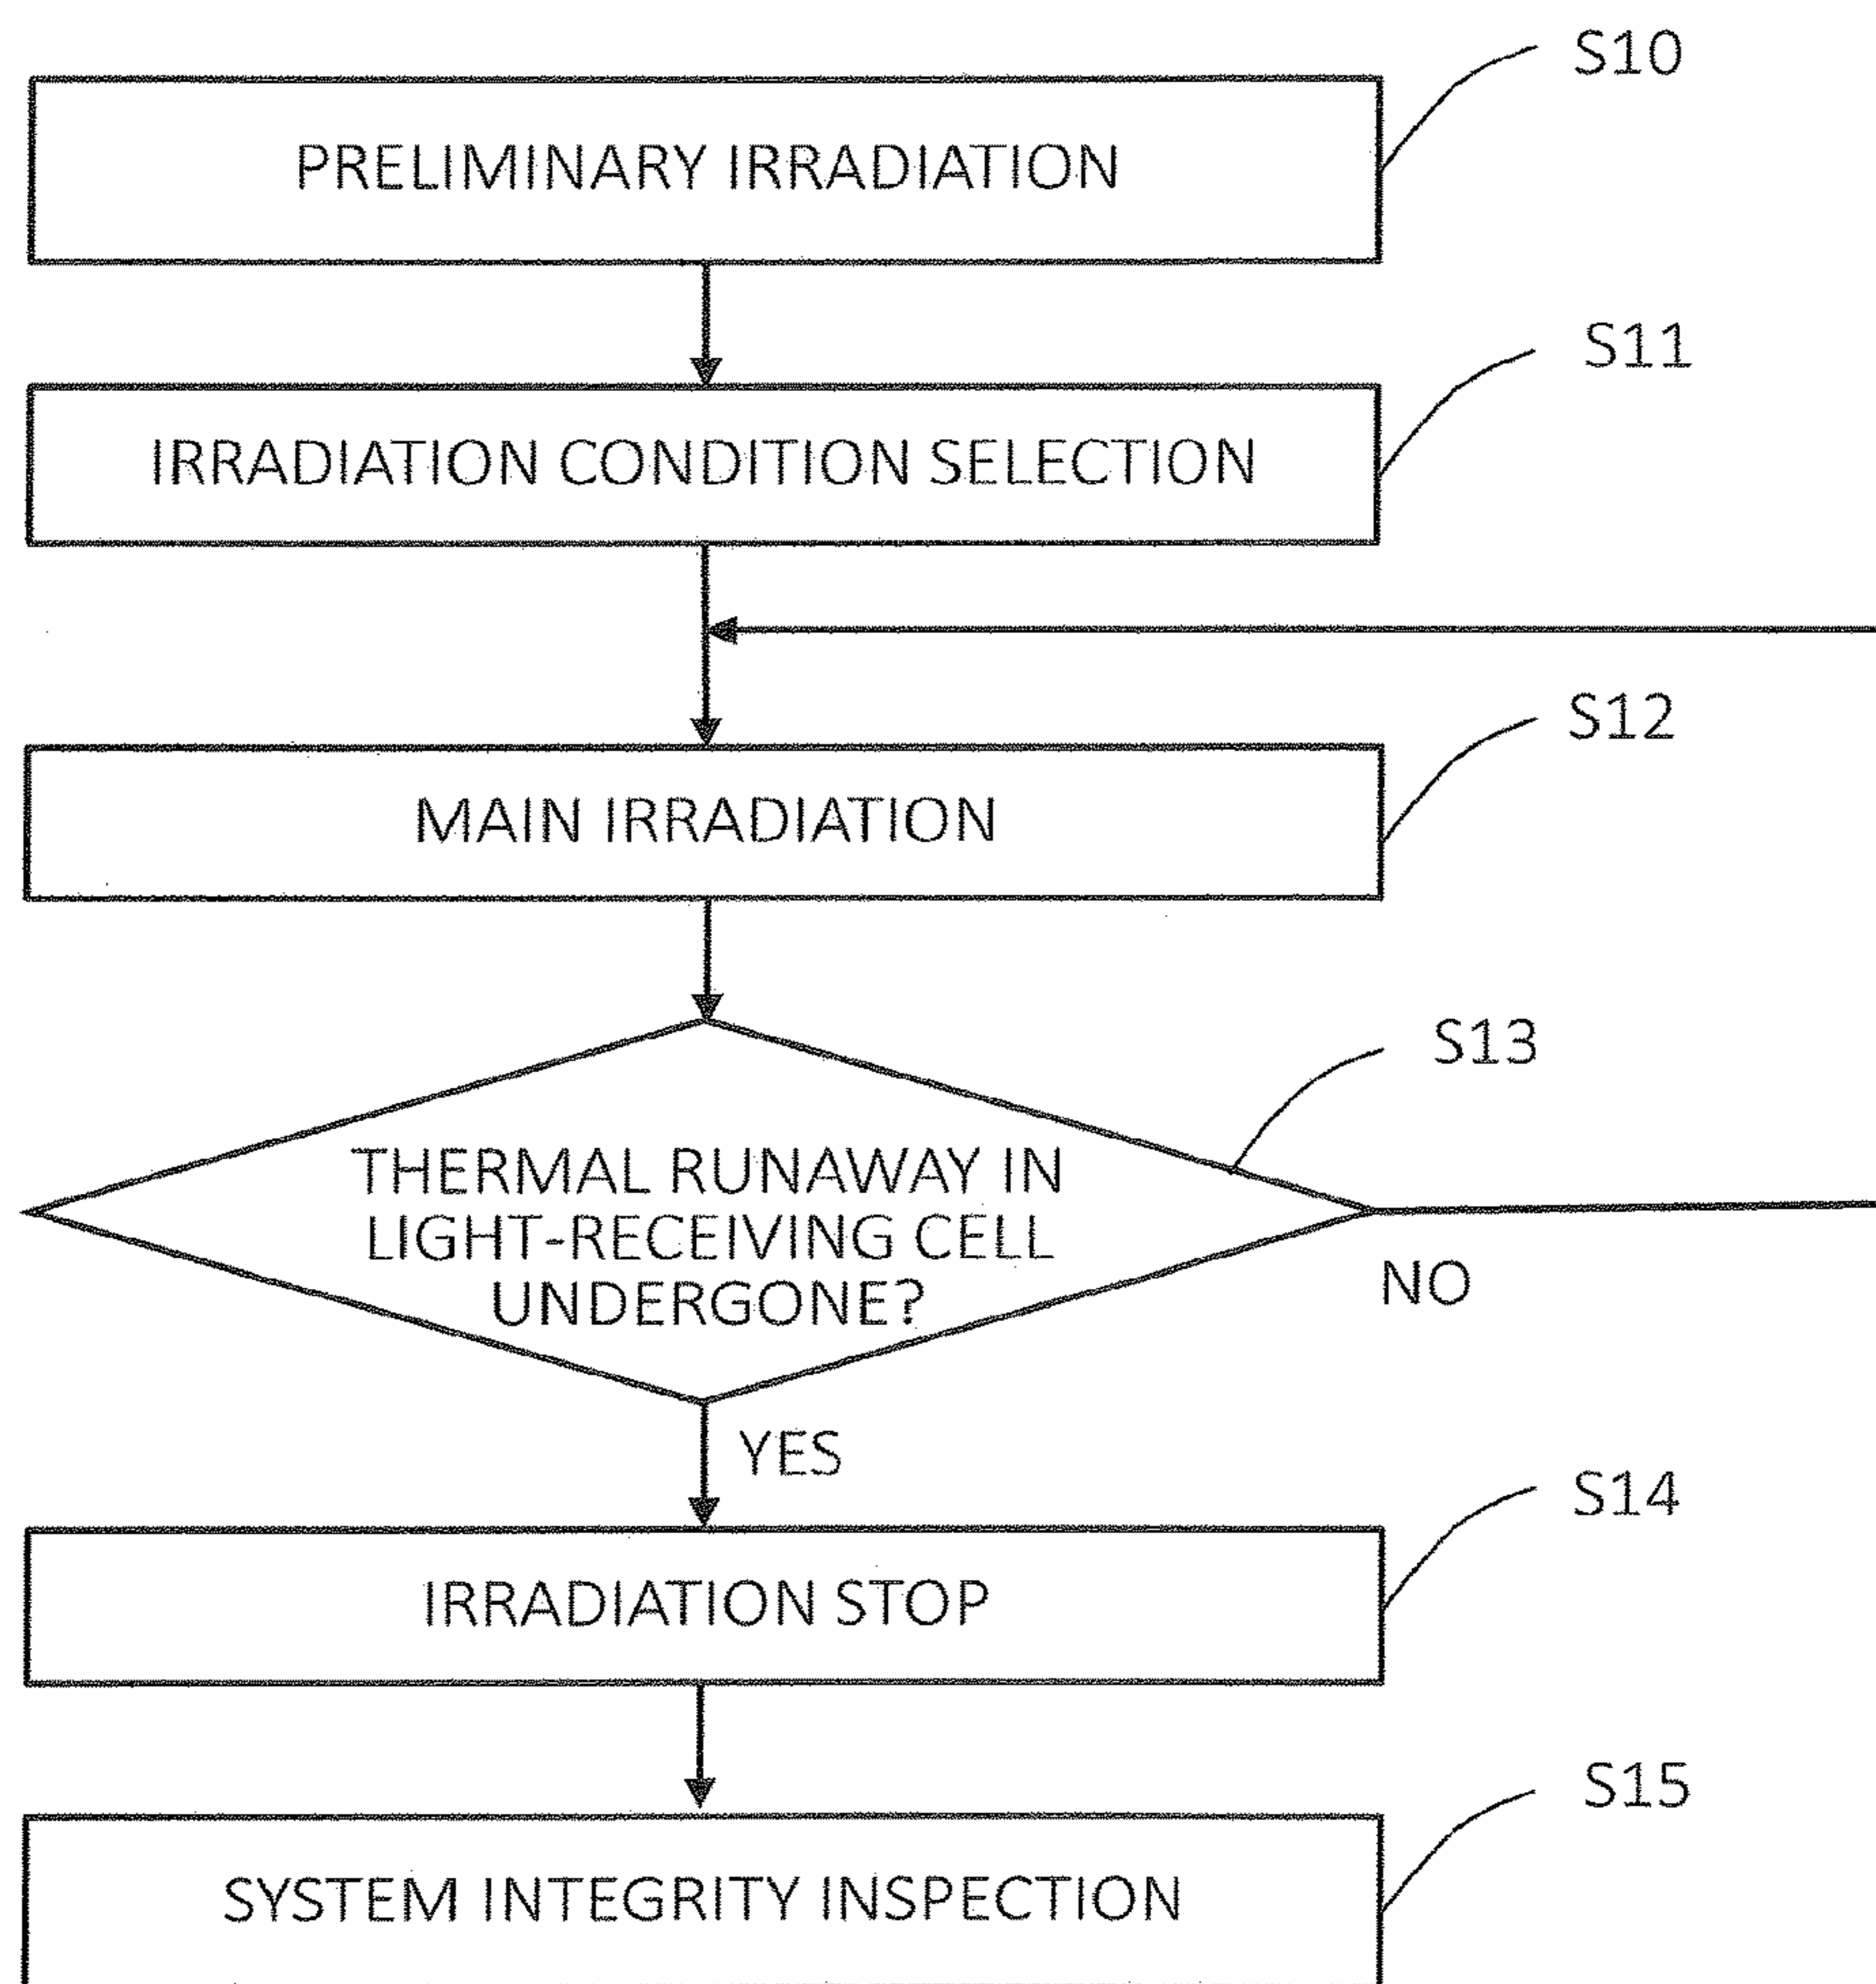 S10
PRELIMINARY IRRADIATION
S11
IRRADIATION CONDITION SELECTION
S12
MAIN IRRADIATION
S13
THERMAL RUNAWAY IN
LIGHT-RECEIVING CELL
UNDERGONE?
NO
YES
S14
IRRADIATION STOP
S15
SYSTEM INTEGRITY INSPECTION